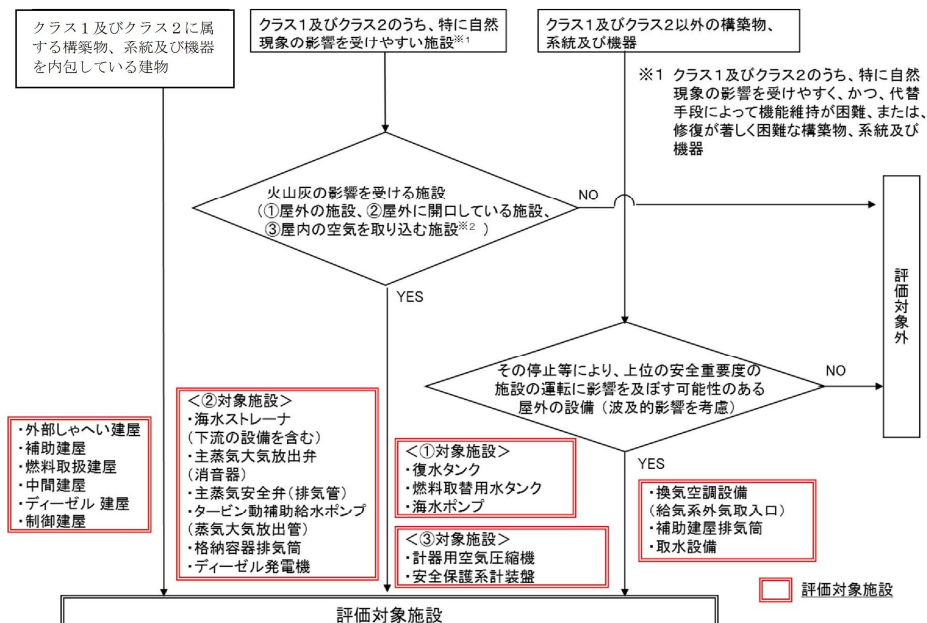 クラス１及びクラス２に属
する構築物、系統及び機器
を内包している建物
クラス１及びクラス２のうち、特に自然
現象の影響を受けやすい施設※１
クラス１及びクラス２以外の構築物、
系統及び機器
※１ クラス１及びクラス２のうち、特に自然
現象の影響を受けやすく、かつ、代替
手段によって機能維持が困難、または、
修復が著しく困難な構築物、系統及び
機器
火山灰の影響を受ける施設
（①屋外の施設、②屋外に開口している施設、
③屋内の空気を取り込む施設※２ ）
NO
YES
評価対象外
その停止等により、上位の安全重要度の
施設の運転に影響を及ぼす可能性のある
屋外の設備（波及的影響を考慮）
NO
YES
・外部しゃへい建屋
・補助建屋
・燃料取扱建屋
・中間建屋
・ディーゼル 建屋
・制御建屋
＜②対象施設＞
・海水ストレーナ
（下流の設備を含む）
・主蒸気大気放出弁
（消音器）
・主蒸気安全弁（排気管）
・タービン動補助給水ポンプ
（蒸気大気放出管）
・格納容器排気筒
・ディーゼル発電機
＜①対象施設＞
・復水タンク
・燃料取替用水タンク
・海水ポンプ
＜③対象施設＞
・計器用空気圧縮機
・安全保護系計装盤
・換気空調設備
（給気系外気取入口）
・補助建屋排気筒
・取水設備
評価対象施設
評価対象施設